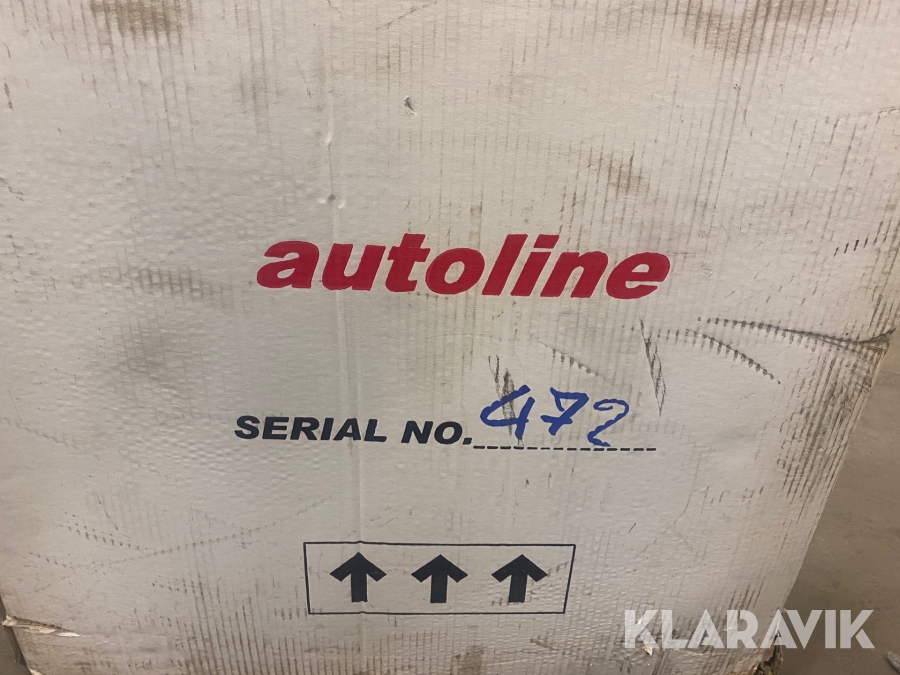 autoline
SERIAL NO. 472
KLARAVIK